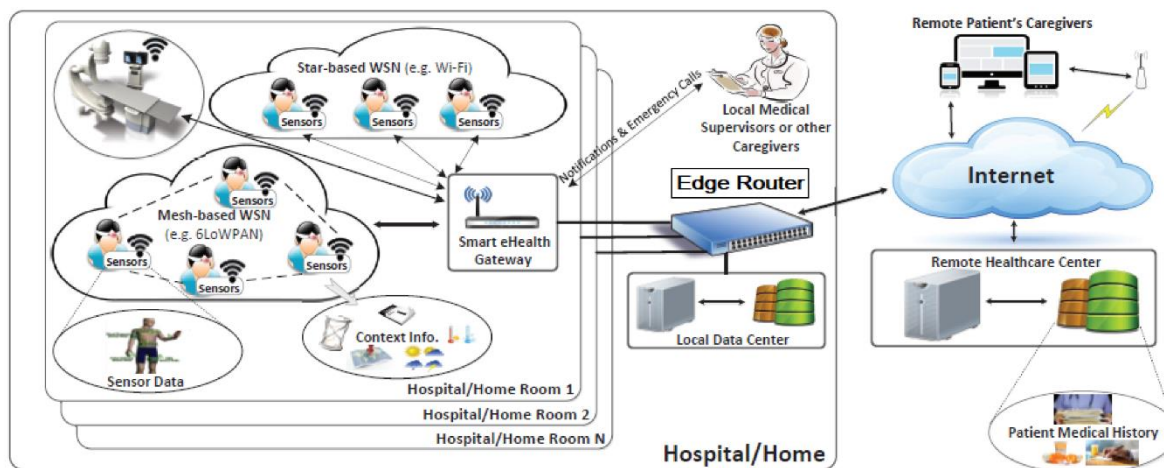 Star-based WSN (e.g. Wi-Fi)
Sensors
Sensors
Sensors
Mesh-based WSN
(e.g. 6LoWPAN)
Sensors
Sensors
Sensors
Sensors
Smart eHealth
Gateway
Sensor Data
Context Info.
Hospital/Home Room 1
Hospital/Home Room 2
Hospital/Home Room N
Notifications & Emergency Calls
Local Medical
Supervisors or other
Caregivers
Edge Router
Local Data Center
Hospital/Home
Remote Patient's Caregivers
Internet
Remote Healthcare Center
Patient Medical History